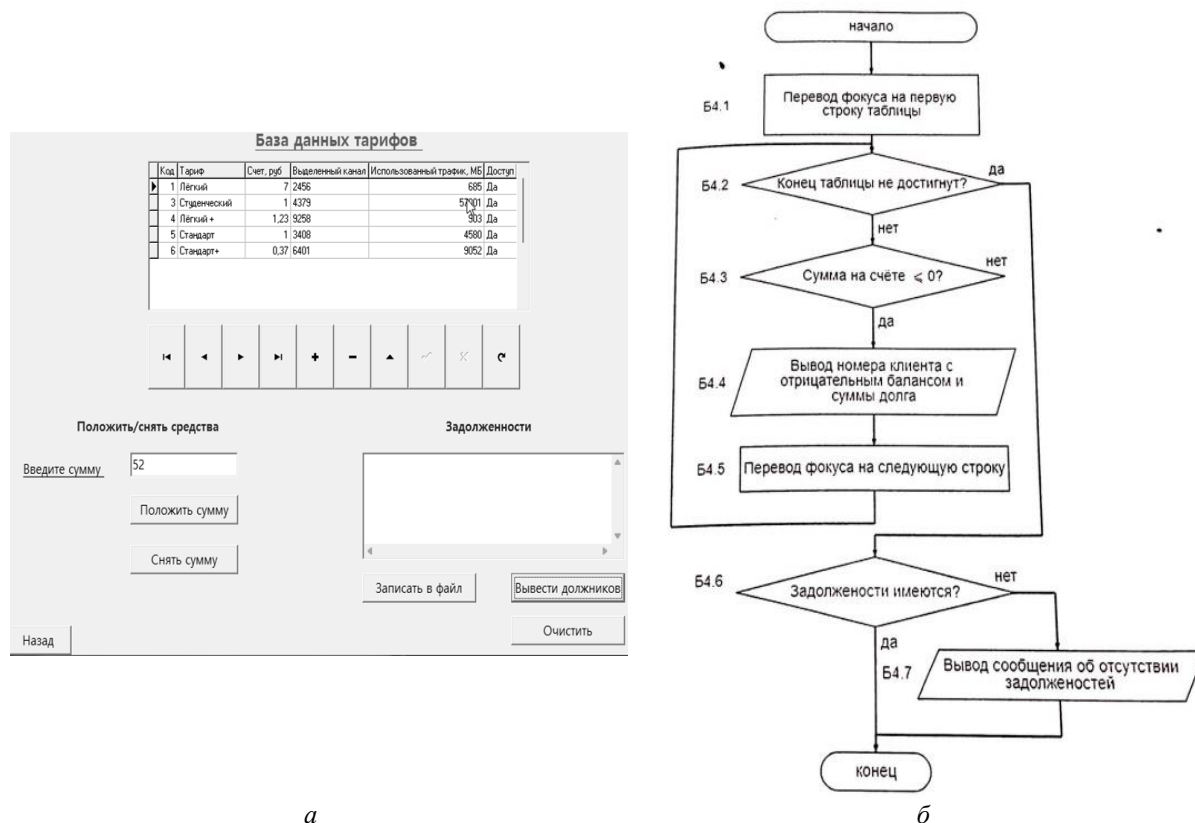 База данных тарифов
Код Тариф Счет, руб Выделенный канал Использованный трафик, МБ Доступ
1 Лёгкий 7 2456 685 Да
3 Студенческий 1 4379 Да
4 Лёгкий + 1,23 9258 903 Да
5 Стандарт 1 3408 4580 Да
6 Стандарт+ 0,37 6401 9052 Да
Положить/снять средства
Введите сумму 52
Положить сумму
Снять сумму
Назад
Задолженности
Записать в файл Вывести должников
Очистить
а
начало
Б4.1
Перевод фокуса на первую
строку таблицы
Б4.2
Конец таблицы не достигнут?
да
нет
Б4.3
Сумма на счёте ⩽ 0?
нет
да
Б4.4
Вывод номера клиента с
отрицательным балансом и
суммы долга
Б4.5
Перевод фокуса на следующую строку
Б4.6
Задолжености имеются?
нет
да
Б4.7
Вывод сообщения об отсутствии
задолженостей
конец
б